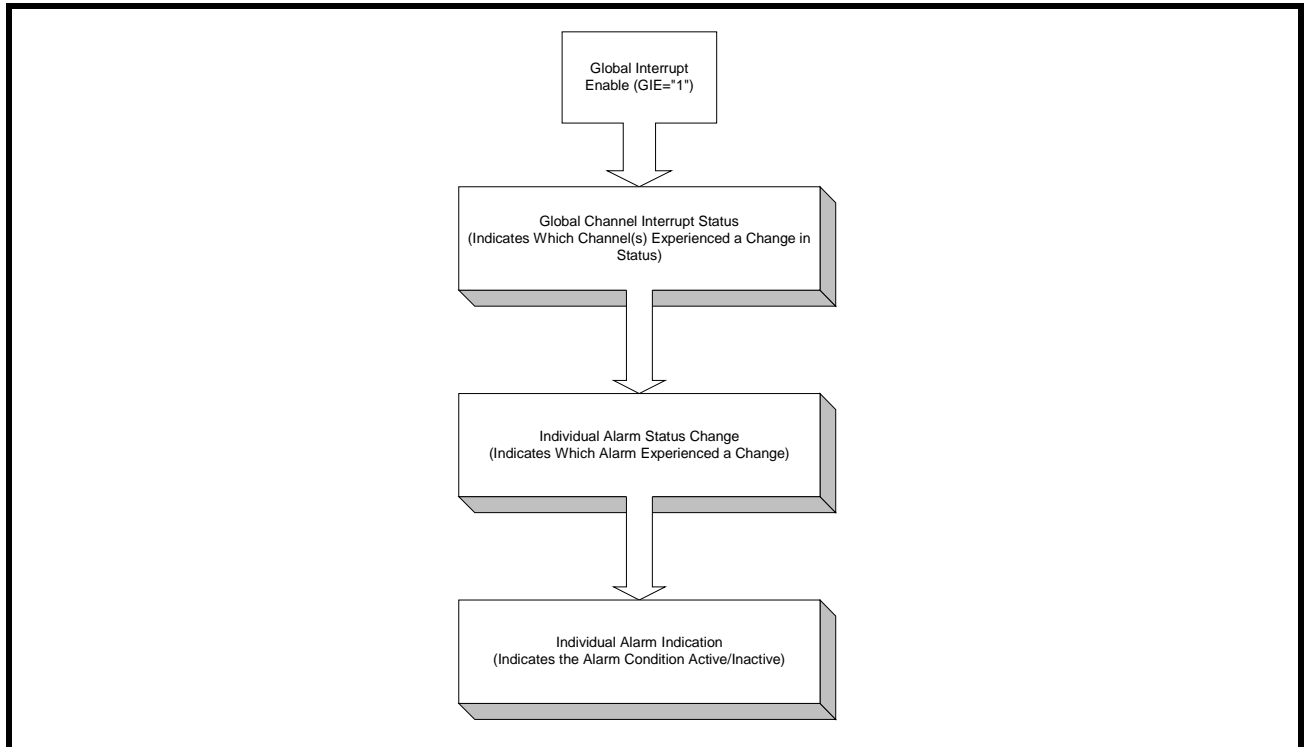 Global Interrupt
Enable (GIE="1")
Global Channel Interrupt Status
(Indicates Which Channel(s) Experienced a Change in
Status)
Individual Alarm Status Change
(Indicates Which Alarm Experienced a Change)
Individual Alarm Indication
(Indicates the Alarm Condition Active/Inactive)